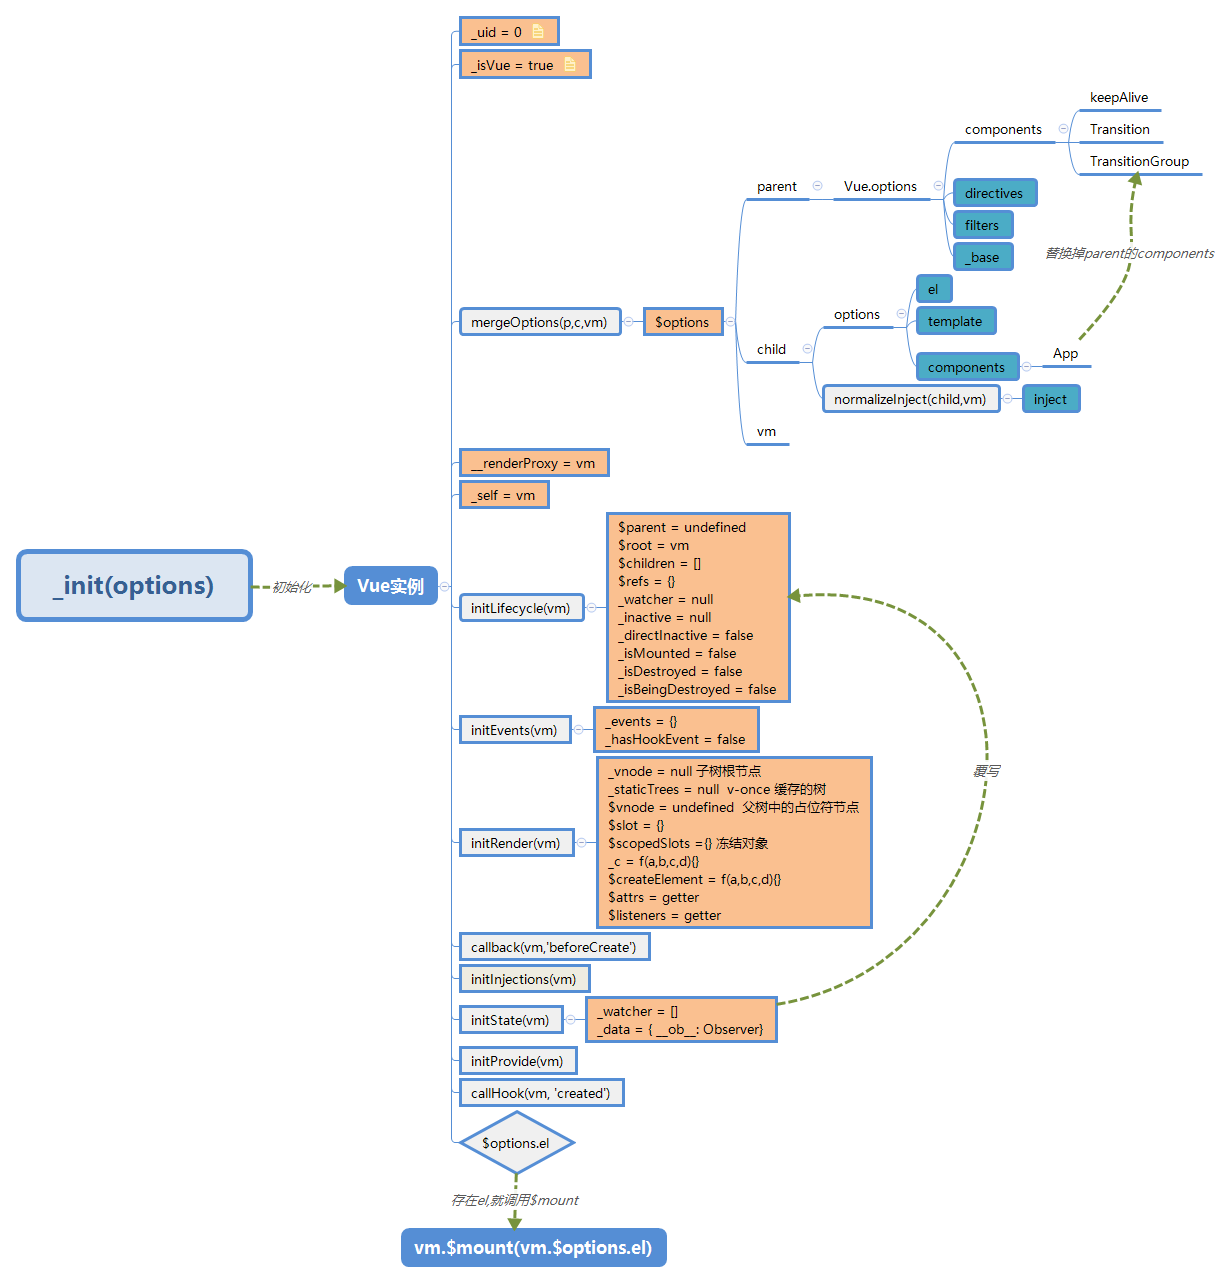 _init(options)
初始化
Vue实例
_uid = 0
_isVue = true
mergeOptions(p,c,vm)
$options
parent
Vue.options
components
keepAlive
Transition
TransitionGroup
directives
filters
_base
替换掉parent的components
child
options
el
template
components
App
normalizeInject(child,vm)
inject
vm
__renderProxy = vm
_self = vm
initLifecycle(vm)
$parent = undefined
$root = vm
$children = []
$refs = {}
_watcher = null
_inactive = null
_directInactive = false
_isMounted = false
_isDestroyed = false
_isBeingDestroyed = false
initEvents(vm)
_events = {}
_hasHookEvent = false
覆写
initRender(vm)
_vnode = null 子树根节点
_staticTrees = null  v-once 缓存的树
$vnode = undefined  父树中的占位符节点
$slot = {}
$scopedSlots ={} 冻结对象
_c = f(a,b,c,d){}
$createElement = f(a,b,c,d){}
$attrs = getter
$listeners = getter
callback(vm,'beforeCreate')
initInjections(vm)
initState(vm)
_watcher = []
_data = { __ob__: Observer}
initProvide(vm)
callHook(vm, 'created')
$options.el
存在el,就调用$mount
vm.$mount(vm.$options.el)